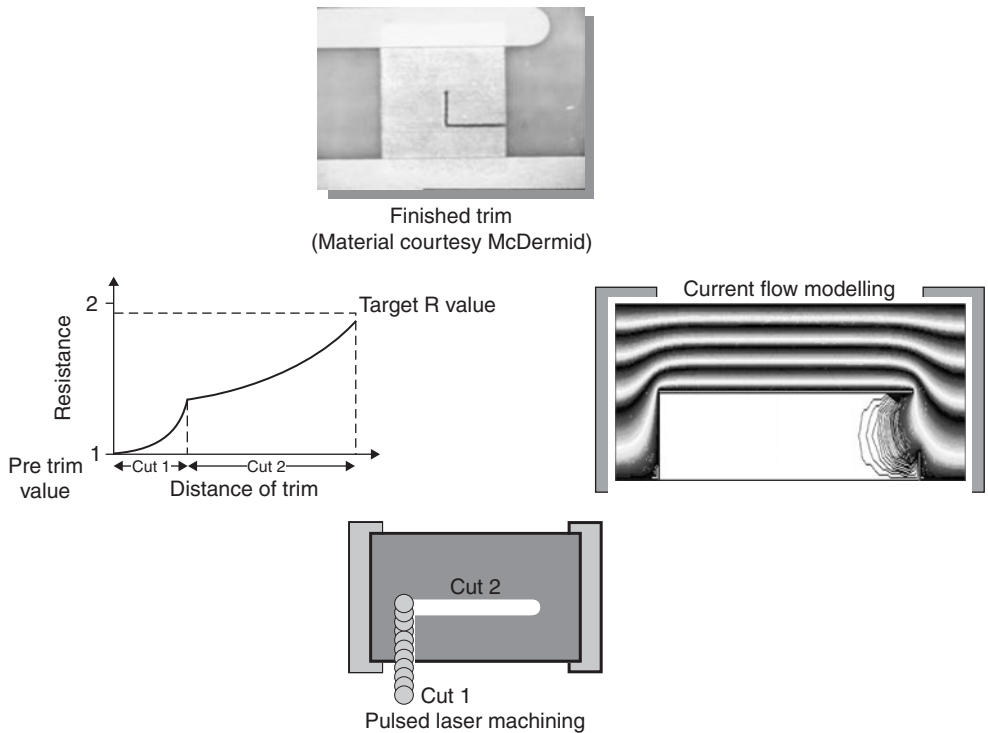 Finished trim
(Material courtesy McDermid)
2
Target R value
Resistance
1
Pre trim
value
Cut 1
Cut 2
Distance of trim
Current flow modelling
Cut 2
Cut 1
Pulsed laser machining